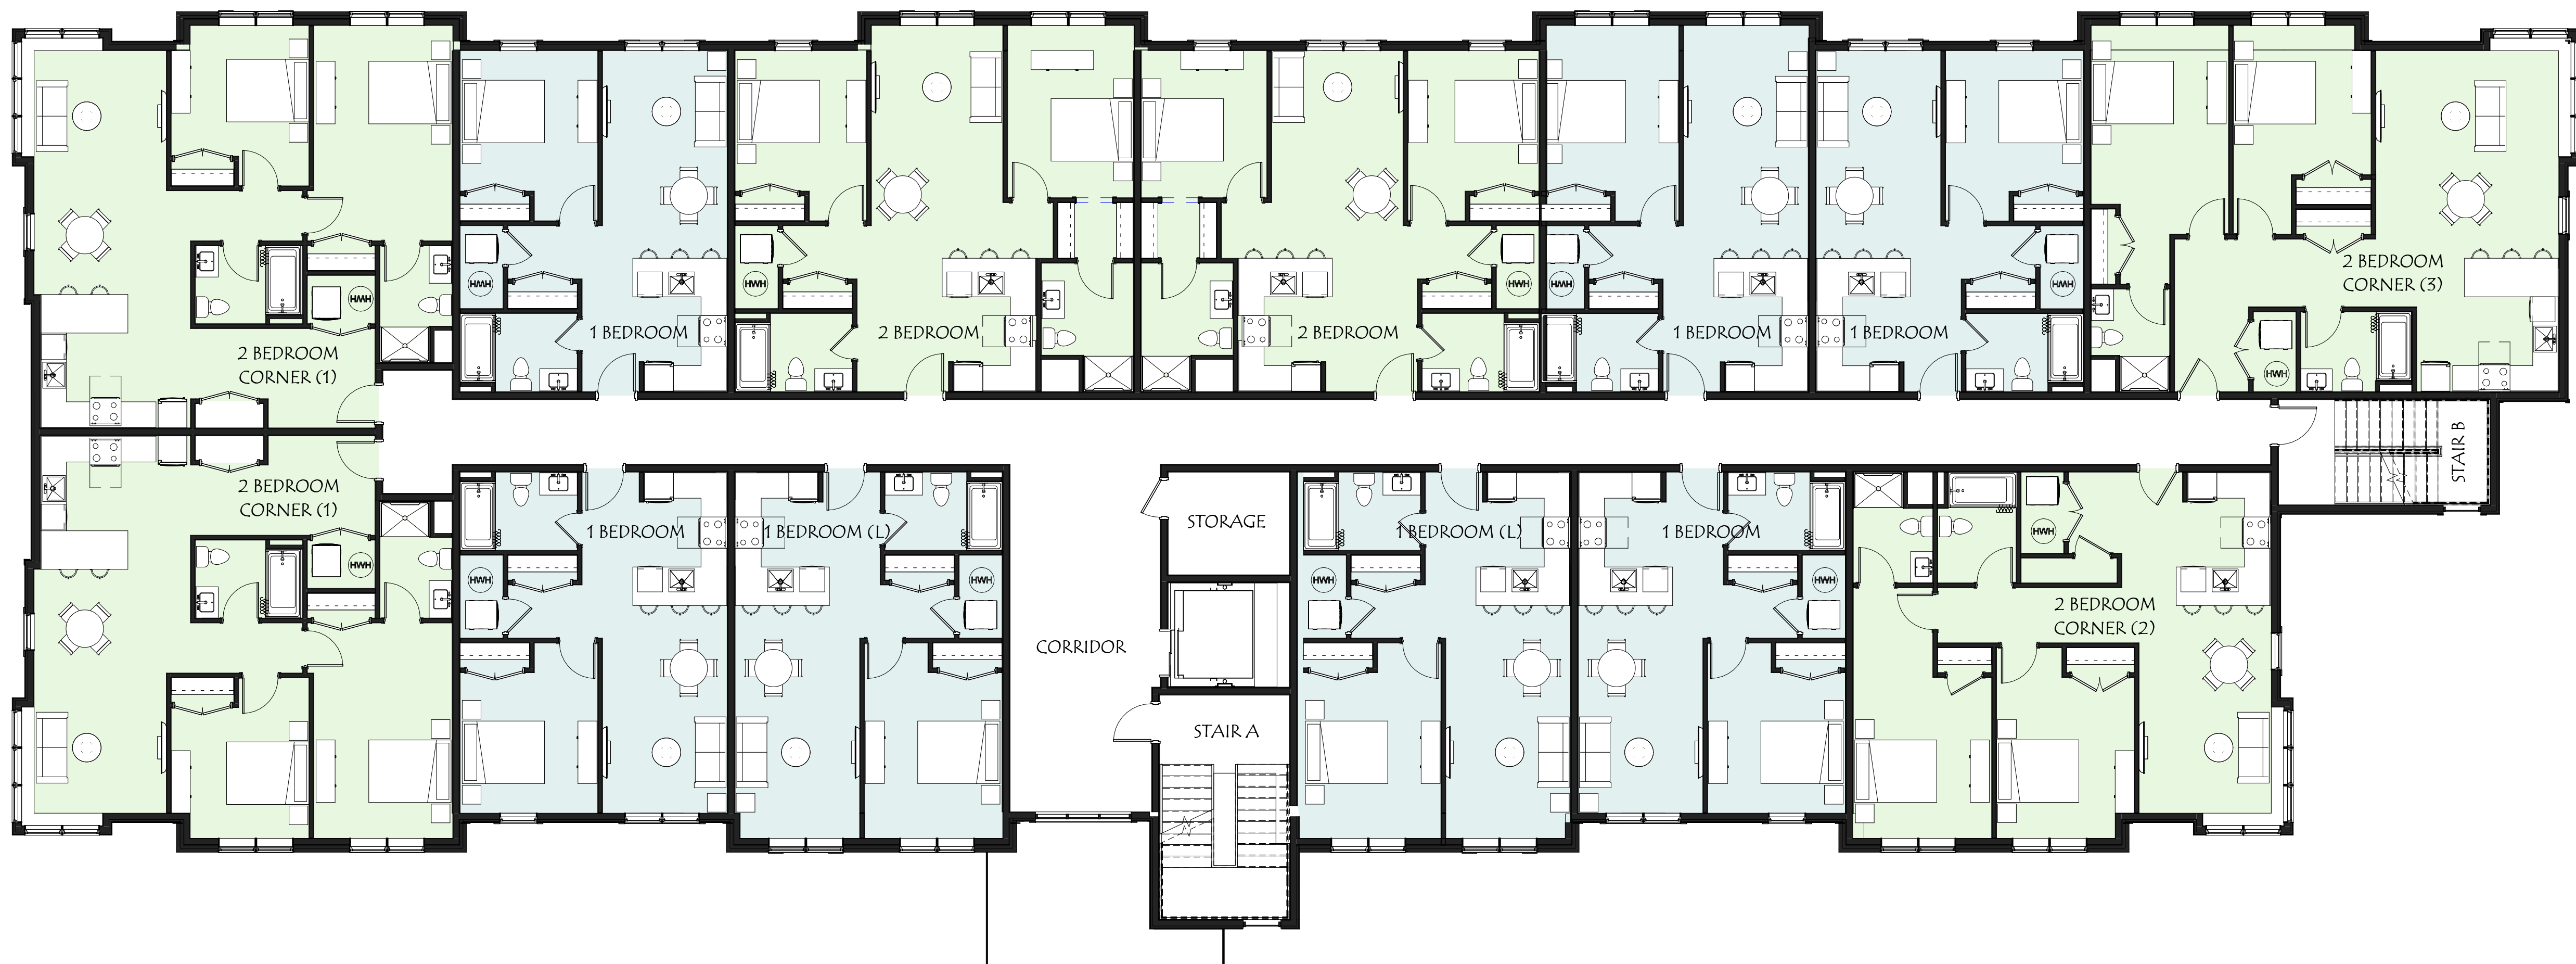 2 BEDROOM
CORNER (1)
HWH
HWH
1 BEDROOM
HWH
2 BEDROOM
2 BEDROOM
HWH
HWH
1 BEDROOM
1 BEDROOM
HWH
2 BEDROOM
CORNER (3)
HWH
STAIR B
2 BEDROOM
CORNER (1)
HWH
1 BEDROOM
HWH
1 BEDROOM (L)
HWH
STORAGE
CORRIDOR
STAIR A
1 BEDROOM (L)
HWH
1 BEDROOM
HWH
HWH
2 BEDROOM
CORNER (2)